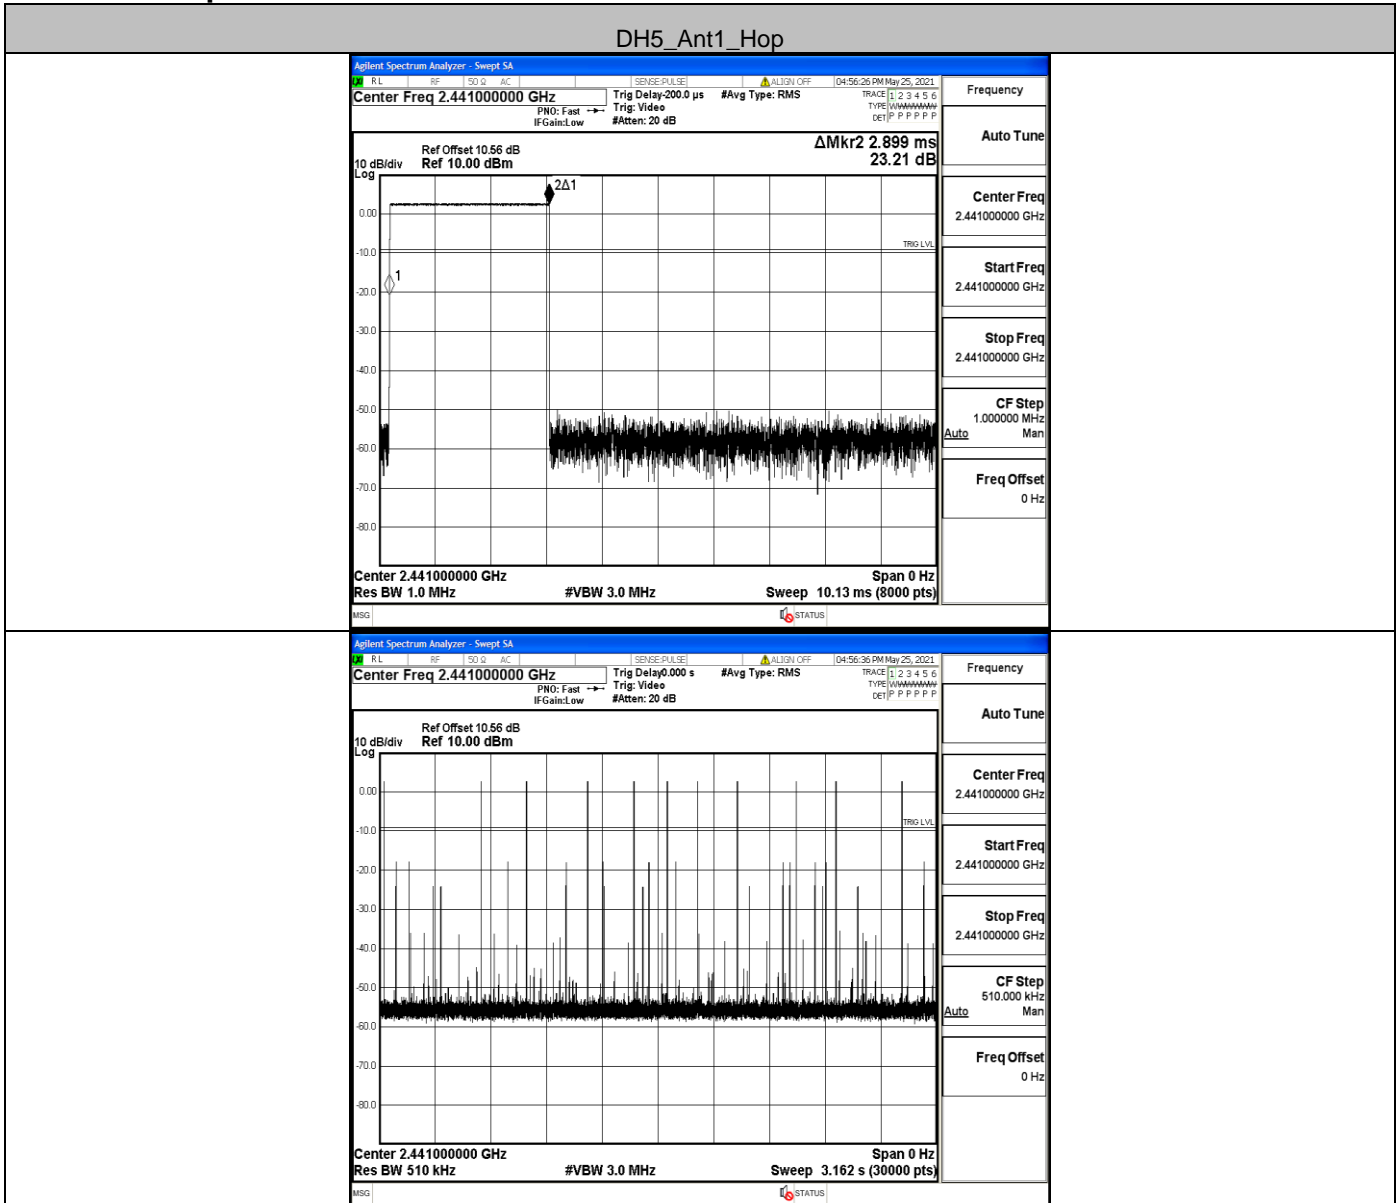 DH5_Ant1_Hop
Agilent Spectrum Analyzer - Swept SA
RL RF 50 Ω AC SENSE:PULSE ALIGN OFF 04:56:26 PM May 25, 2021
Center Freq 2.441000000 GHz
PNO: Fast
IFGain:Low
Trig Delay-200.0 µs
Trig: Video
#Atten: 20 dB
#Avg Type: RMS
TRACE 1 2 3 4 5 6
TYPE
DET P P P P P P
Frequency
Auto Tune
Center Freq
2.441000000 GHz
Start Freq
2.441000000 GHz
Stop Freq
2.441000000 GHz
CF Step
1.000000 MHz
Auto Man
Freq Offset
0 Hz
ΔMkr2 2.899 ms
23.21 dB
Ref Offset 10.56 dB
10 dB/div Ref 10.00 dBm
Log
2Δ1
0.00
TRIG LVL
-10.0
1
-20.0
-30.0
-40.0
-50.0
-60.0
-70.0
-80.0
Center 2.441000000 GHz Span 0 Hz
Res BW 1.0 MHz #VBW 3.0 MHz Sweep 10.13 ms (8000 pts)
MSG STATUS
Agilent Spectrum Analyzer - Swept SA
RL RF 50 Ω AC SENSE:PULSE ALIGN OFF 04:56:36 PM May 25, 2021
Center Freq 2.441000000 GHz
PNO: Fast
IFGain:Low
Trig Delay0.000 s
Trig: Video
#Atten: 20 dB
#Avg Type: RMS
TRACE 1 2 3 4 5 6
TYPE
DET P P P P P P
Frequency
Auto Tune
Center Freq
2.441000000 GHz
Start Freq
2.441000000 GHz
Stop Freq
2.441000000 GHz
CF Step
510.000 kHz
Auto Man
Freq Offset
0 Hz
Ref Offset 10.56 dB
10 dB/div Ref 10.00 dBm
Log
0.00
TRIG LVL
-10.0
-20.0
-30.0
-40.0
-50.0
-60.0
-70.0
-80.0
Center 2.441000000 GHz Span 0 Hz
Res BW 510 kHz #VBW 3.0 MHz Sweep 3.162 s (30000 pts)
MSG STATUS